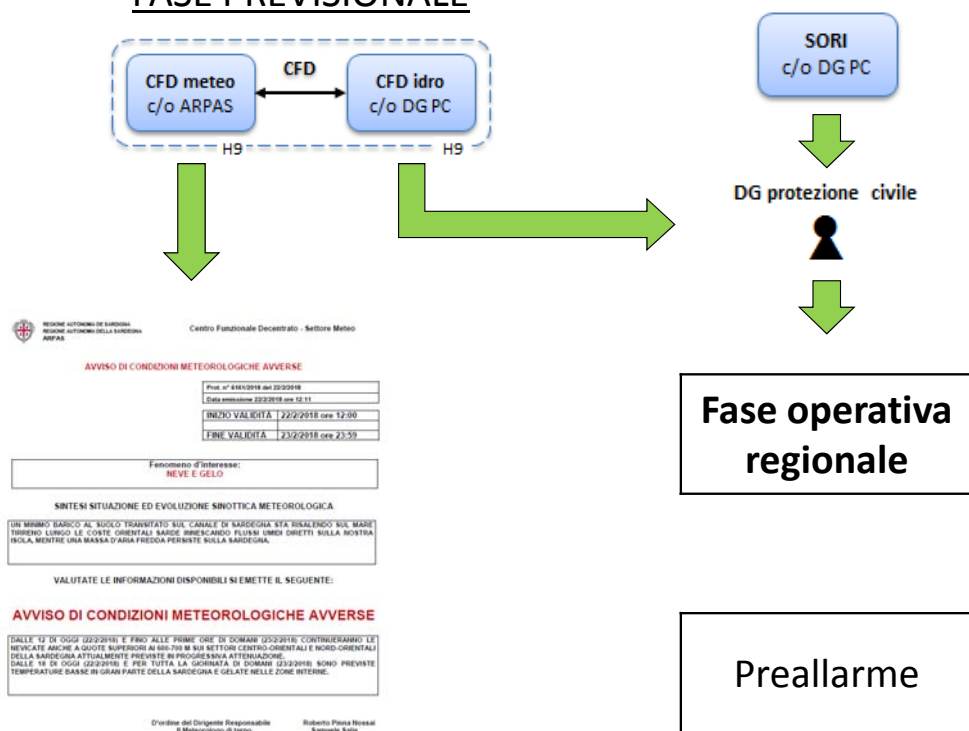 FASE PREVISIONALE
CFD meteo
c/o ARPAS
CFD
CFD idro
c/o DG PC
H9
H9
SORI
c/o DG PC
DG protezione civile
REGIONE AUTÒNOMA DE SARDIGNA
REGIONE AUTONOMA DELLA SARDEGNA
ARPAS
Centro Funzionale Decentrato - Settore Meteo
AVVISO DI CONDIZIONI METEOROLOGICHE AVVERSE
Prot. n° 6161/2018 del 22/2/2018
Data emissione 22/2/2018 ore 12:11
INIZIO VALIDITÀ 22/2/2018 ore 12:00
FINE VALIDITÀ 23/2/2018 ore 23:59
Fenomeno d'interesse:
NEVE E GELO
SINTESI SITUAZIONE ED EVOLUZIONE SINOTTICA METEOROLOGICA
UN MINIMO BARICO AL SUOLO TRANSITATO SUL CANALE DI SARDEGNA STA RISALENDO SUL MARE
TIRRENO LUNGO LE COSTE ORIENTALI SARDE INNESCANDO FLUSSI UMIDI DIRETTI SULLA NOSTRA
ISOLA, MENTRE UNA MASSA D'ARIA FREDDA PERSISTE SULLA SARDEGNA.
VALUTATE LE INFORMAZIONI DISPONIBILI SI EMETTE IL SEGUENTE:
AVVISO DI CONDIZIONI METEOROLOGICHE AVVERSE
DALLE 12 DI OGGI (22/2/2018) E FINO ALLE PRIME ORE DI DOMANI (23/2/2018) CONTINUERANNO LE
NEVICATE ANCHE A QUOTE SUPERIORI AI 600-700 M SUI SETTORI CENTRO-ORIENTALI E NORD-ORIENTALI
DELLA SARDEGNA ATTUALMENTE PREVISTE IN PROGRESSIVA ATTENUAZIONE.
DALLE 18 DI OGGI (22/2/2018) E PER TUTTA LA GIORNATA DI DOMANI (23/2/2018) SONO PREVISTE
TEMPERATURE BASSE IN GRAN PARTE DELLA SARDEGNA E GELATE NELLE ZONE INTERNE.
D'ordine del Dirigente Responsabile
Il Meteorologo di turno
Roberto Pinna Nossai
Fase operativa
regionale
Preallarme